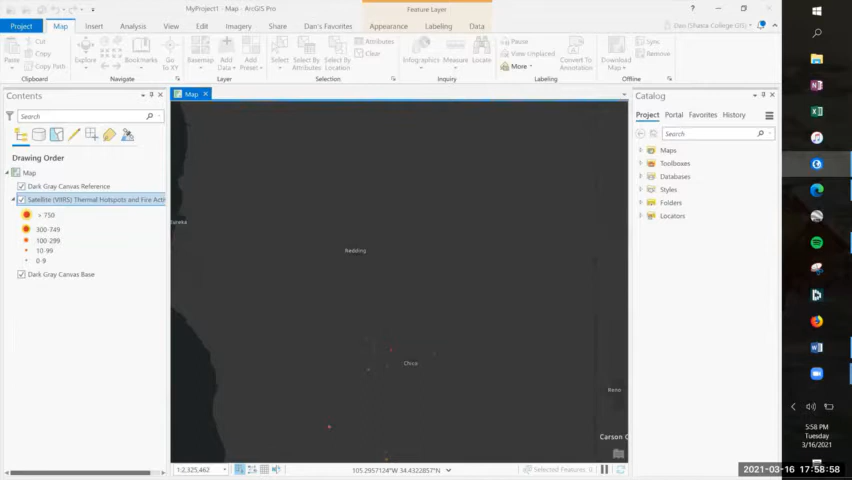 MyProject1 - Map - ArcGIS Pro
Feature Layer
? — ×
Project Map Insert Analysis View Edit Imagery Share Dan's Favorites Appearance Labeling Data
Dan (Shasta College GIS)
Paste
Cut
Copy
Copy Path
Clipboard
Explore
Bookmarks
Go To XY
Navigate
Basemap
Add Data
Add Preset
Layer
Select
Select By Attributes
Select By Location
Attributes
Clear
Selection
Infographics
Measure
Locate
Inquiry
Pause
View Unplaced
More
Convert To Annotation
Labeling
Download Map
Sync
Remove
Offline
Contents
Search
Drawing Order
Map
Dark Gray Canvas Reference
Satellite (VIIRS) Thermal Hotspots and Fire Acti
> 750
300-749
100-299
10-99
0-9
Dark Gray Canvas Base
Map
Eureka
Redding
Chico
Reno
Carson C
1:2,325,462
105.2957124°W 34.4322857°N
Selected Features: 0
Catalog
Project Portal Favorites History
Search
Maps
Toolboxes
Databases
Styles
Folders
Locators
5:58 PM
Tuesday
3/16/2021
2021-03-16 17:58:58